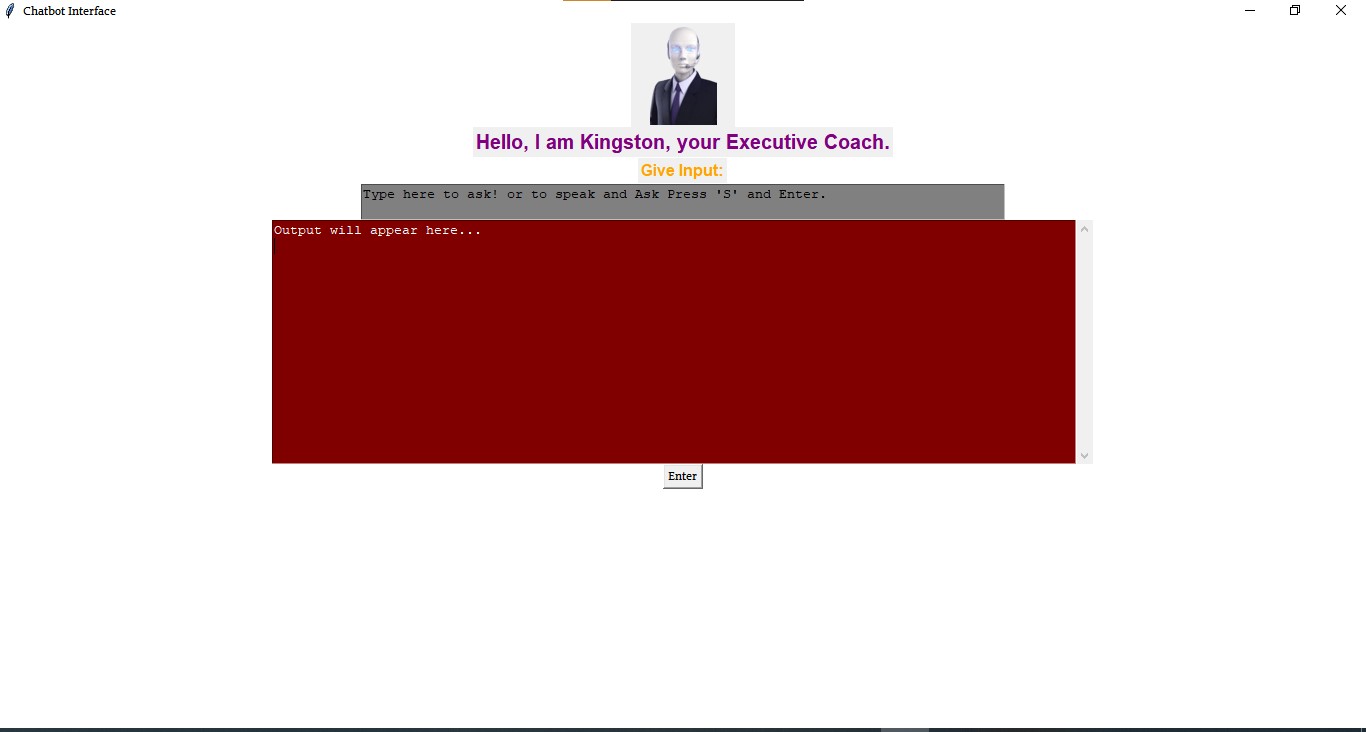 Chatbot Interface
Hello, I am Kingston, your Executive Coach.
Give Input:
Type here to ask! or to speak and Ask Press 'S' and Enter.
Output will appear here...
Enter